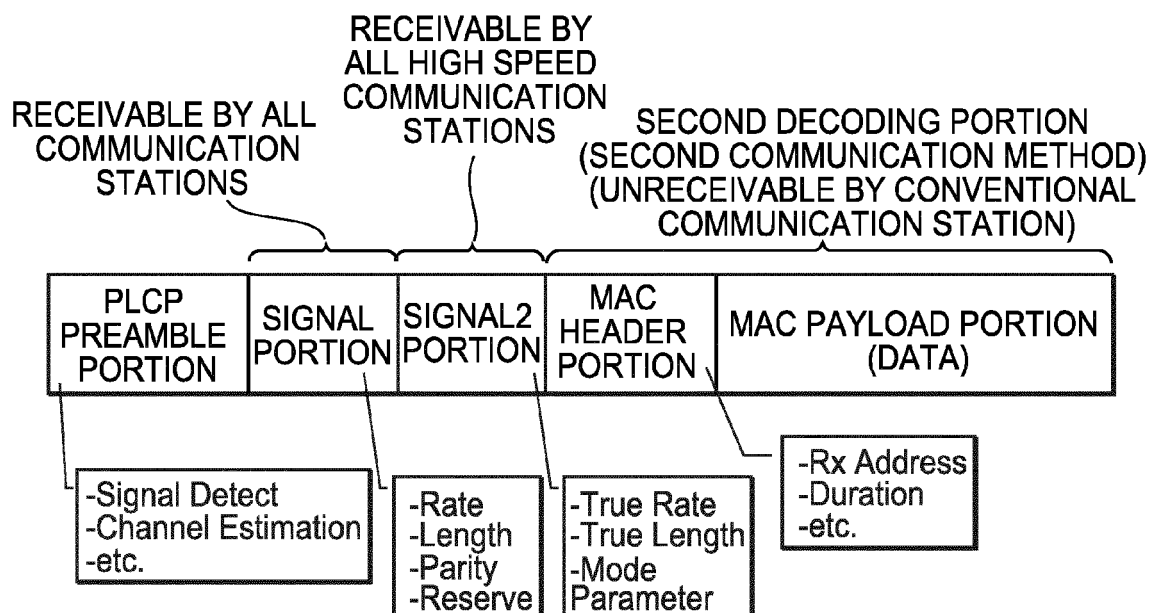 RECEIVABLE BY ALL
COMMUNICATION
STATIONS
RECEIVABLE BY
ALL HIGH SPEED
COMMUNICATION
STATIONS
SECOND DECODING PORTION
(SECOND COMMUNICATION METHOD)
(UNRECEIVABLE BY CONVENTIONAL
COMMUNICATION STATION)
PLCP
PREAMBLE
PORTION
SIGNAL
PORTION
SIGNAL2
PORTION
MAC
HEADER
PORTION
MAC PAYLOAD PORTION
(DATA)
-Signal Detect
-Channel Estimation
-etc.
-Rate
-Length
-Parity
-Reserve
-True Rate
-True Length
-Mode
Parameter
-Rx Address
-Duration
-etc.